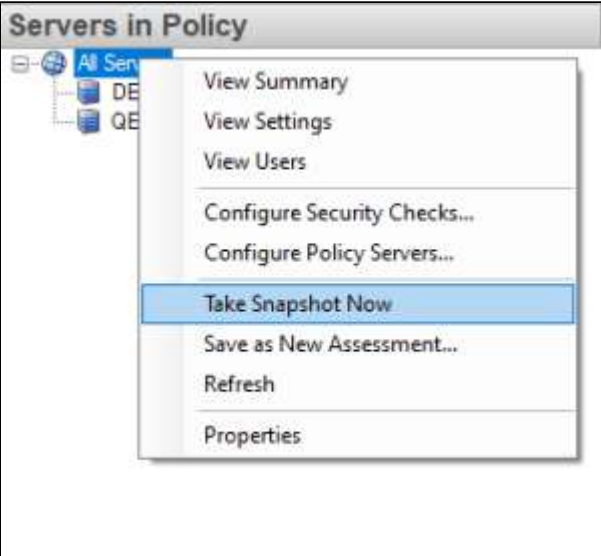 Servers in Policy
All Ser
DE
QE
View Summary
View Settings
View Users
Configure Security Checks...
Configure Policy Servers...
Take Snapshot Now
Save as New Assessment...
Refresh
Properties